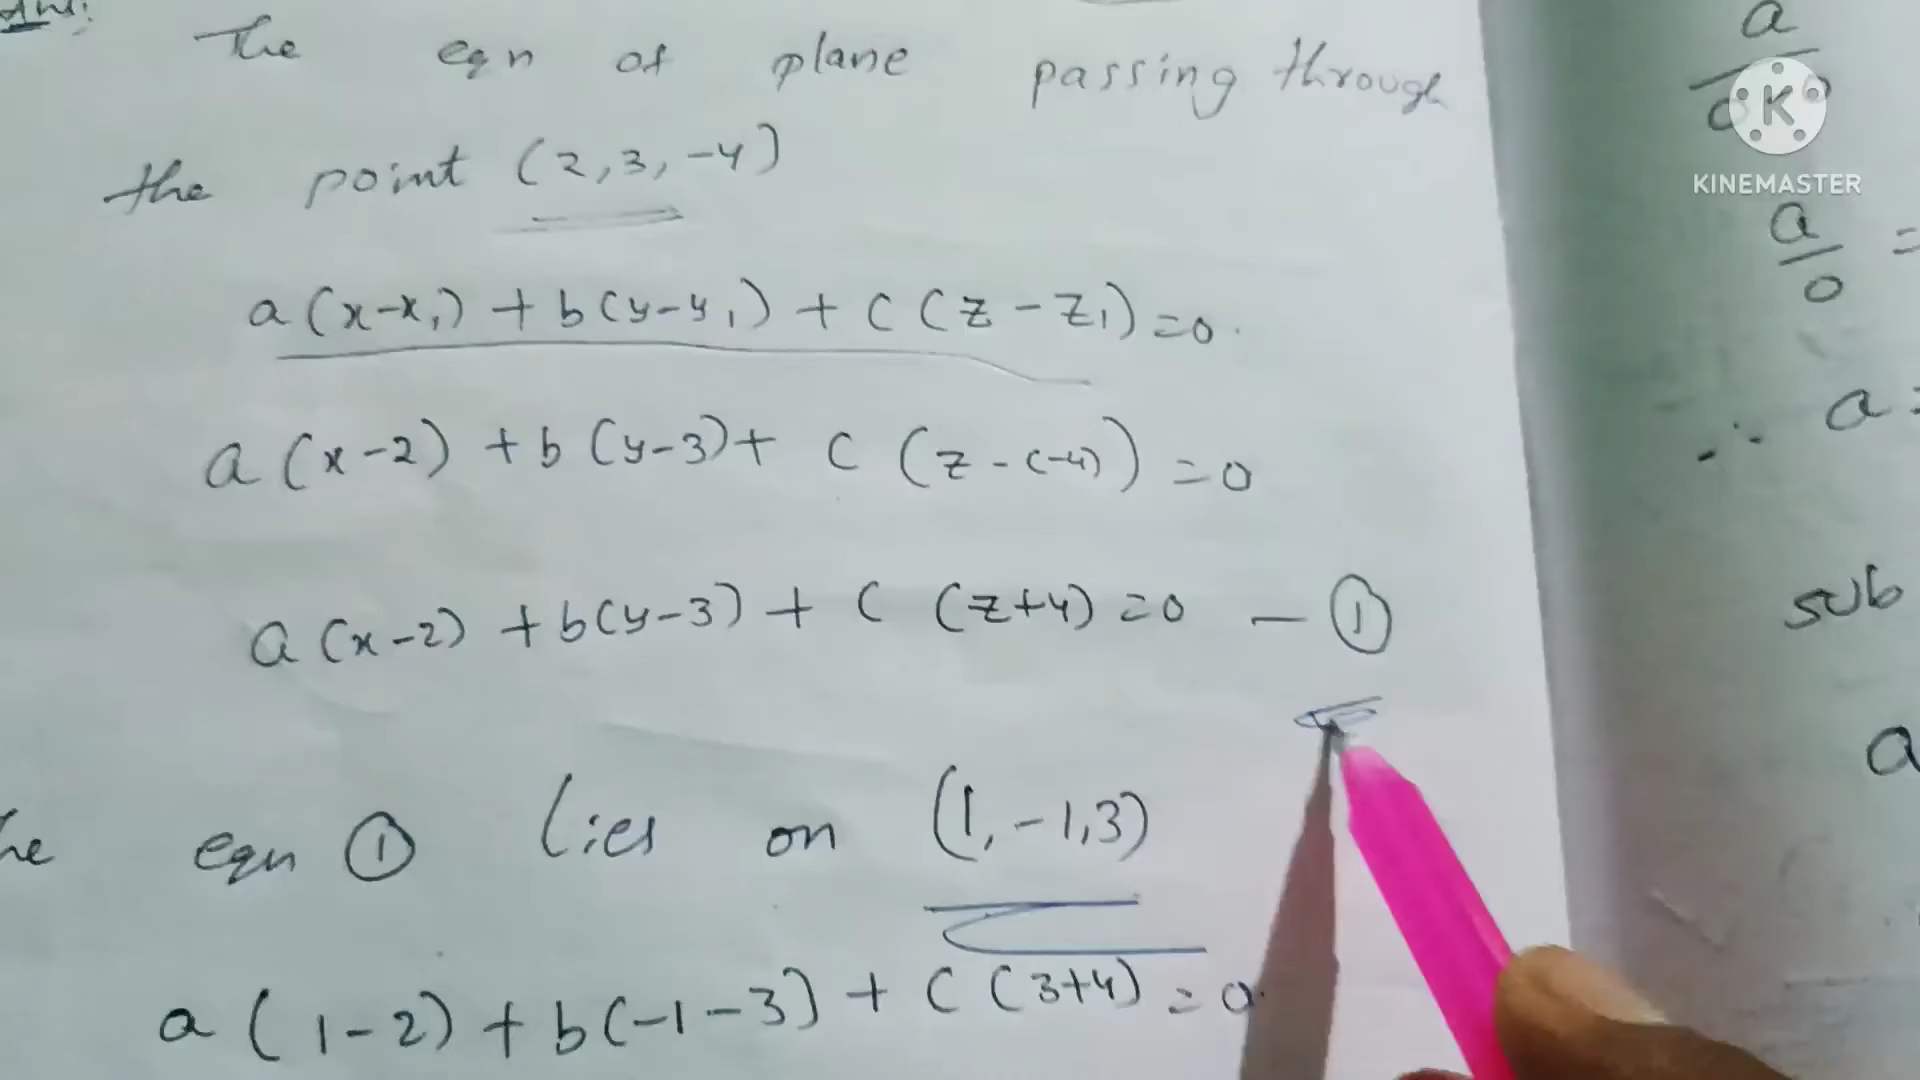 Ans:
The eqn of plane passing through
the point (2,3,-4)
a(x-x₁) + b(y-y₁) + c(z-z₁)=0.
a(x-2) + b(y-3)+ c(z-(-4))=0
a(x-2) +b(y-3) + c(z+4)=0 — ①
he eqn ① lies on (1,-1,3)
a(1-2) + b(-1-3) + c(3+4)=0.
a
K
KINEMASTER
a/0 =
∴ a=
sub
a